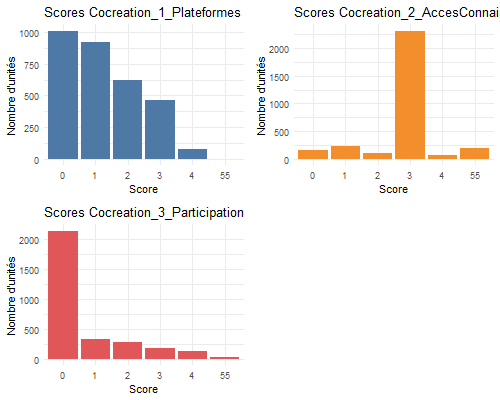 Scores Cocreation_1_Plateformes
Nombre d'unités
1000
750
500
250
0
0 1 2 3 4 55
Score
Scores Cocreation_2_AccesConnai
Nombre d'unités
2000
1500
1000
500
0
0 1 2 3 4 55
Score
Scores Cocreation_3_Participation
Nombre d'unités
2000
1500
1000
500
0
0 1 2 3 4 55
Score